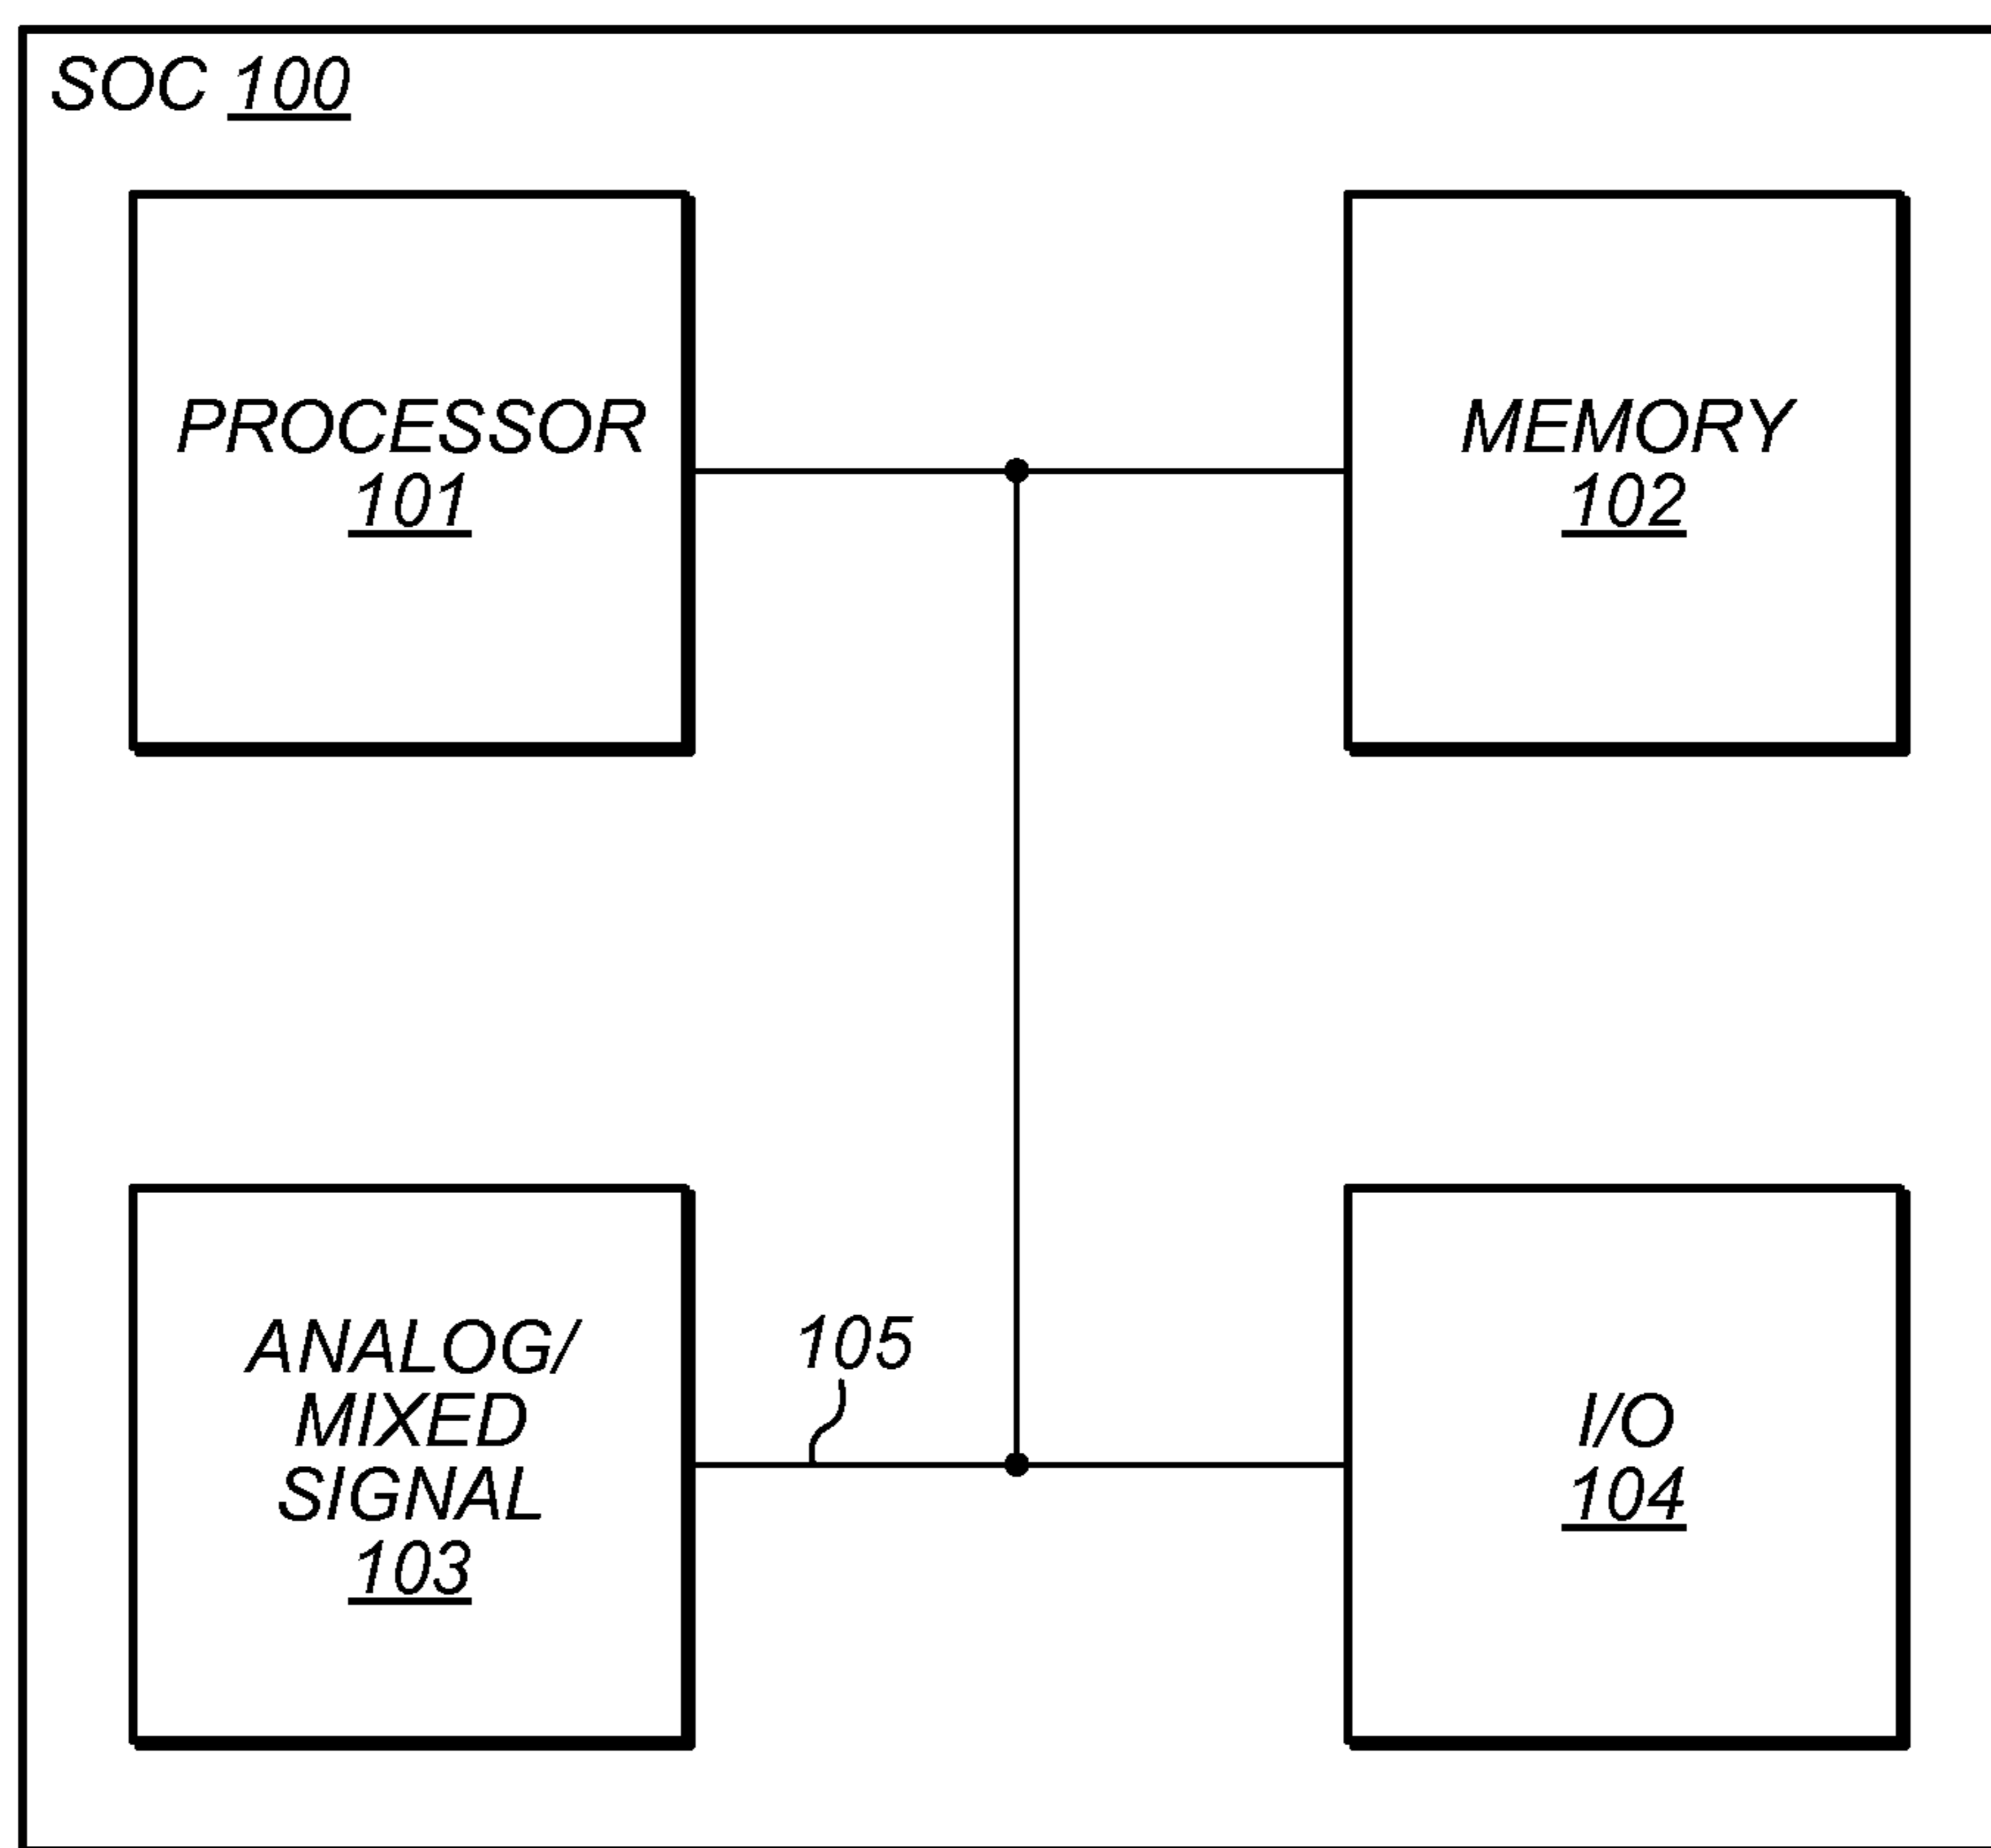 SOC 100
PROCESSOR
101
MEMORY
102
ANALOG/
MIXED
SIGNAL
103
105
I/O
104